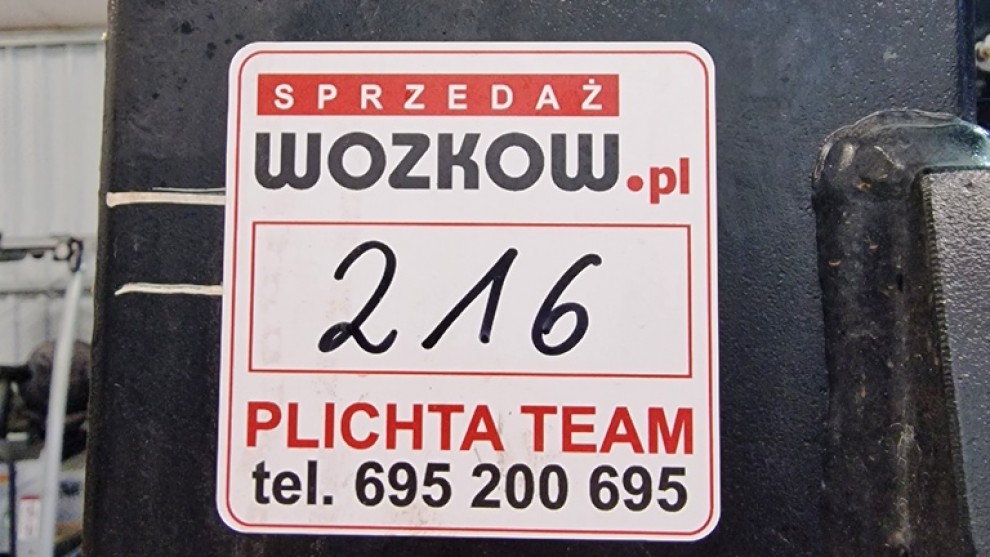 SPRZEDAŻ
WOZKOW.pl
216
PLICHTA TEAM
tel. 695 200 695